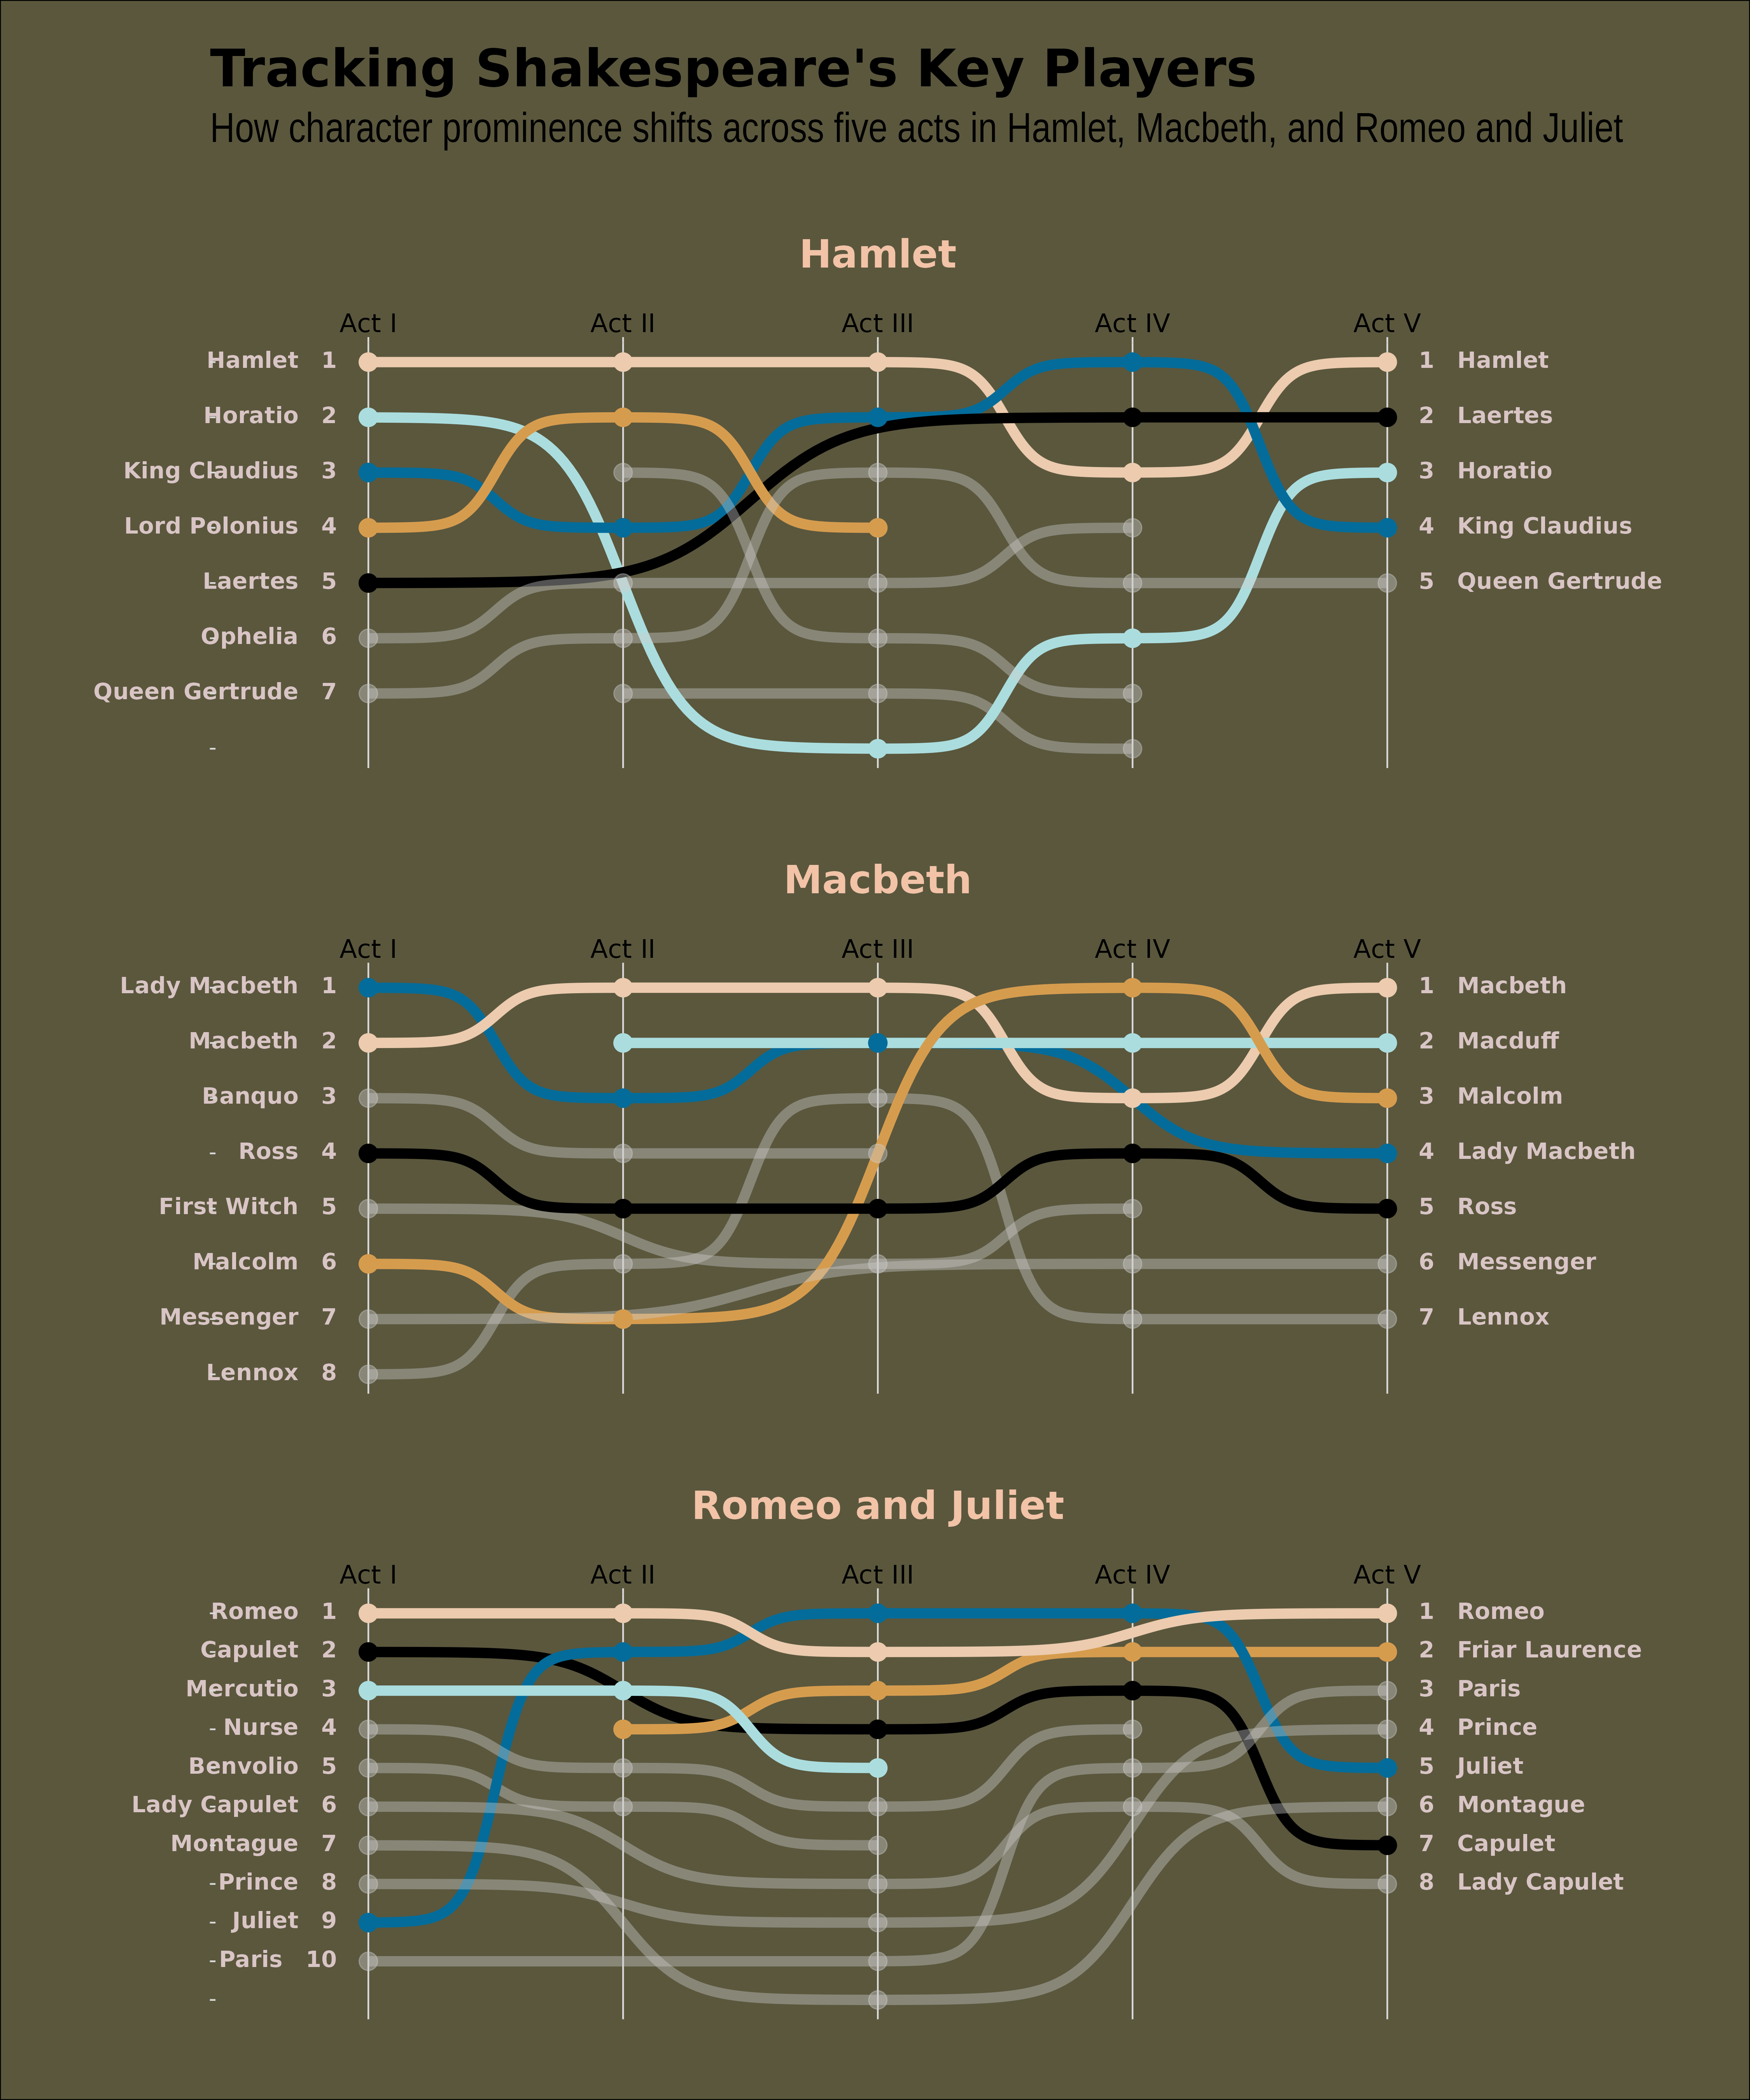 Tracking Shakespeare's Key Players
How character prominence shifts across five acts in Hamlet, Macbeth, and Romeo and Juliet
Hamlet
Act I Act II Act III Act IV Act V
Hamlet 1 1 Hamlet
Horatio 2 2 Laertes
King Claudius 3 3 Horatio
Lord Polonius 4 4 King Claudius
Laertes 5 5 Queen Gertrude
Ophelia 6
Queen Gertrude 7
-
Macbeth
Act I Act II Act III Act IV Act V
Lady Macbeth 1 1 Macbeth
Macbeth 2 2 Macduff
Banquo 3 3 Malcolm
- Ross 4 4 Lady Macbeth
First Witch 5 5 Ross
Malcolm 6 6 Messenger
Messenger 7 7 Lennox
Lennox 8
Romeo and Juliet
Act I Act II Act III Act IV Act V
Romeo 1 1 Romeo
Capulet 2 2 Friar Laurence
Mercutio 3 3 Paris
- Nurse 4 4 Prince
Benvolio 5 5 Juliet
Lady Capulet 6 6 Montague
Montague 7 7 Capulet
- Prince 8 8 Lady Capulet
- Juliet 9
- Paris 10
-